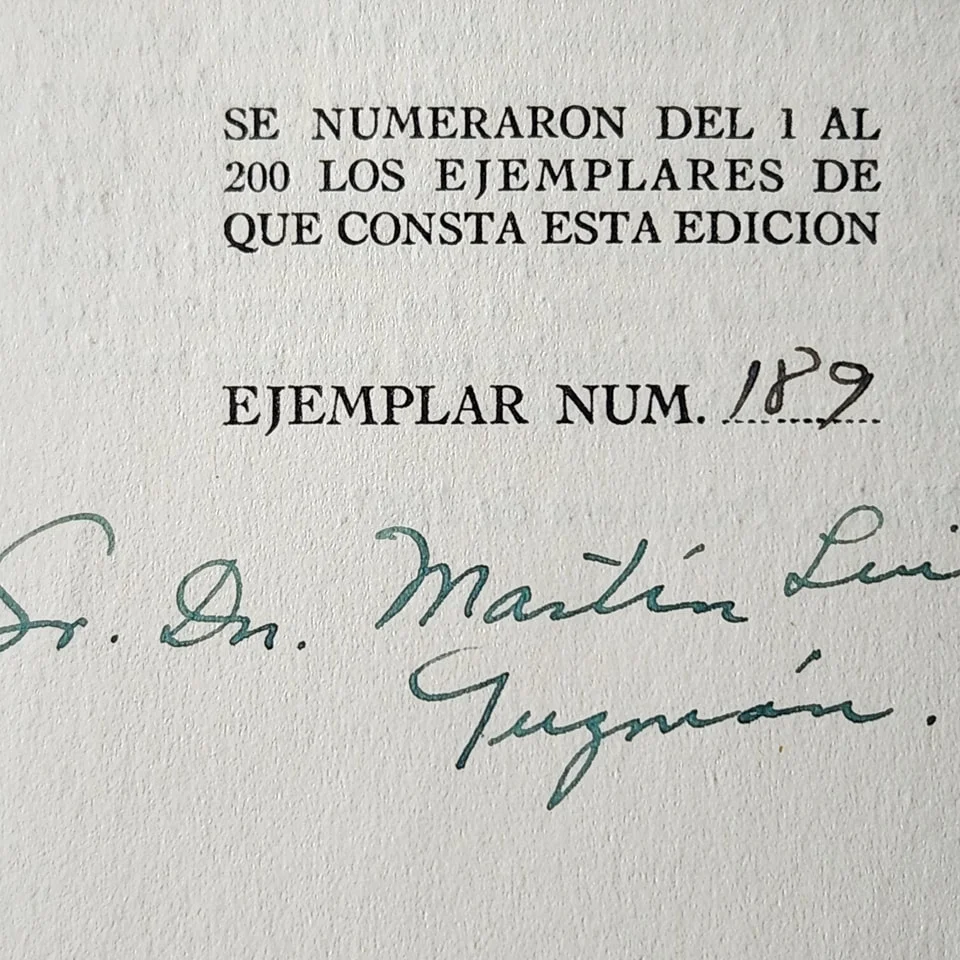 SE NUMERARON DEL 1 AL
200 LOS EJEMPLARES DE
QUE CONSTA ESTA EDICION
EJEMPLAR NUM. 189
Sr. Dn. Martín Lui
Guzmán.